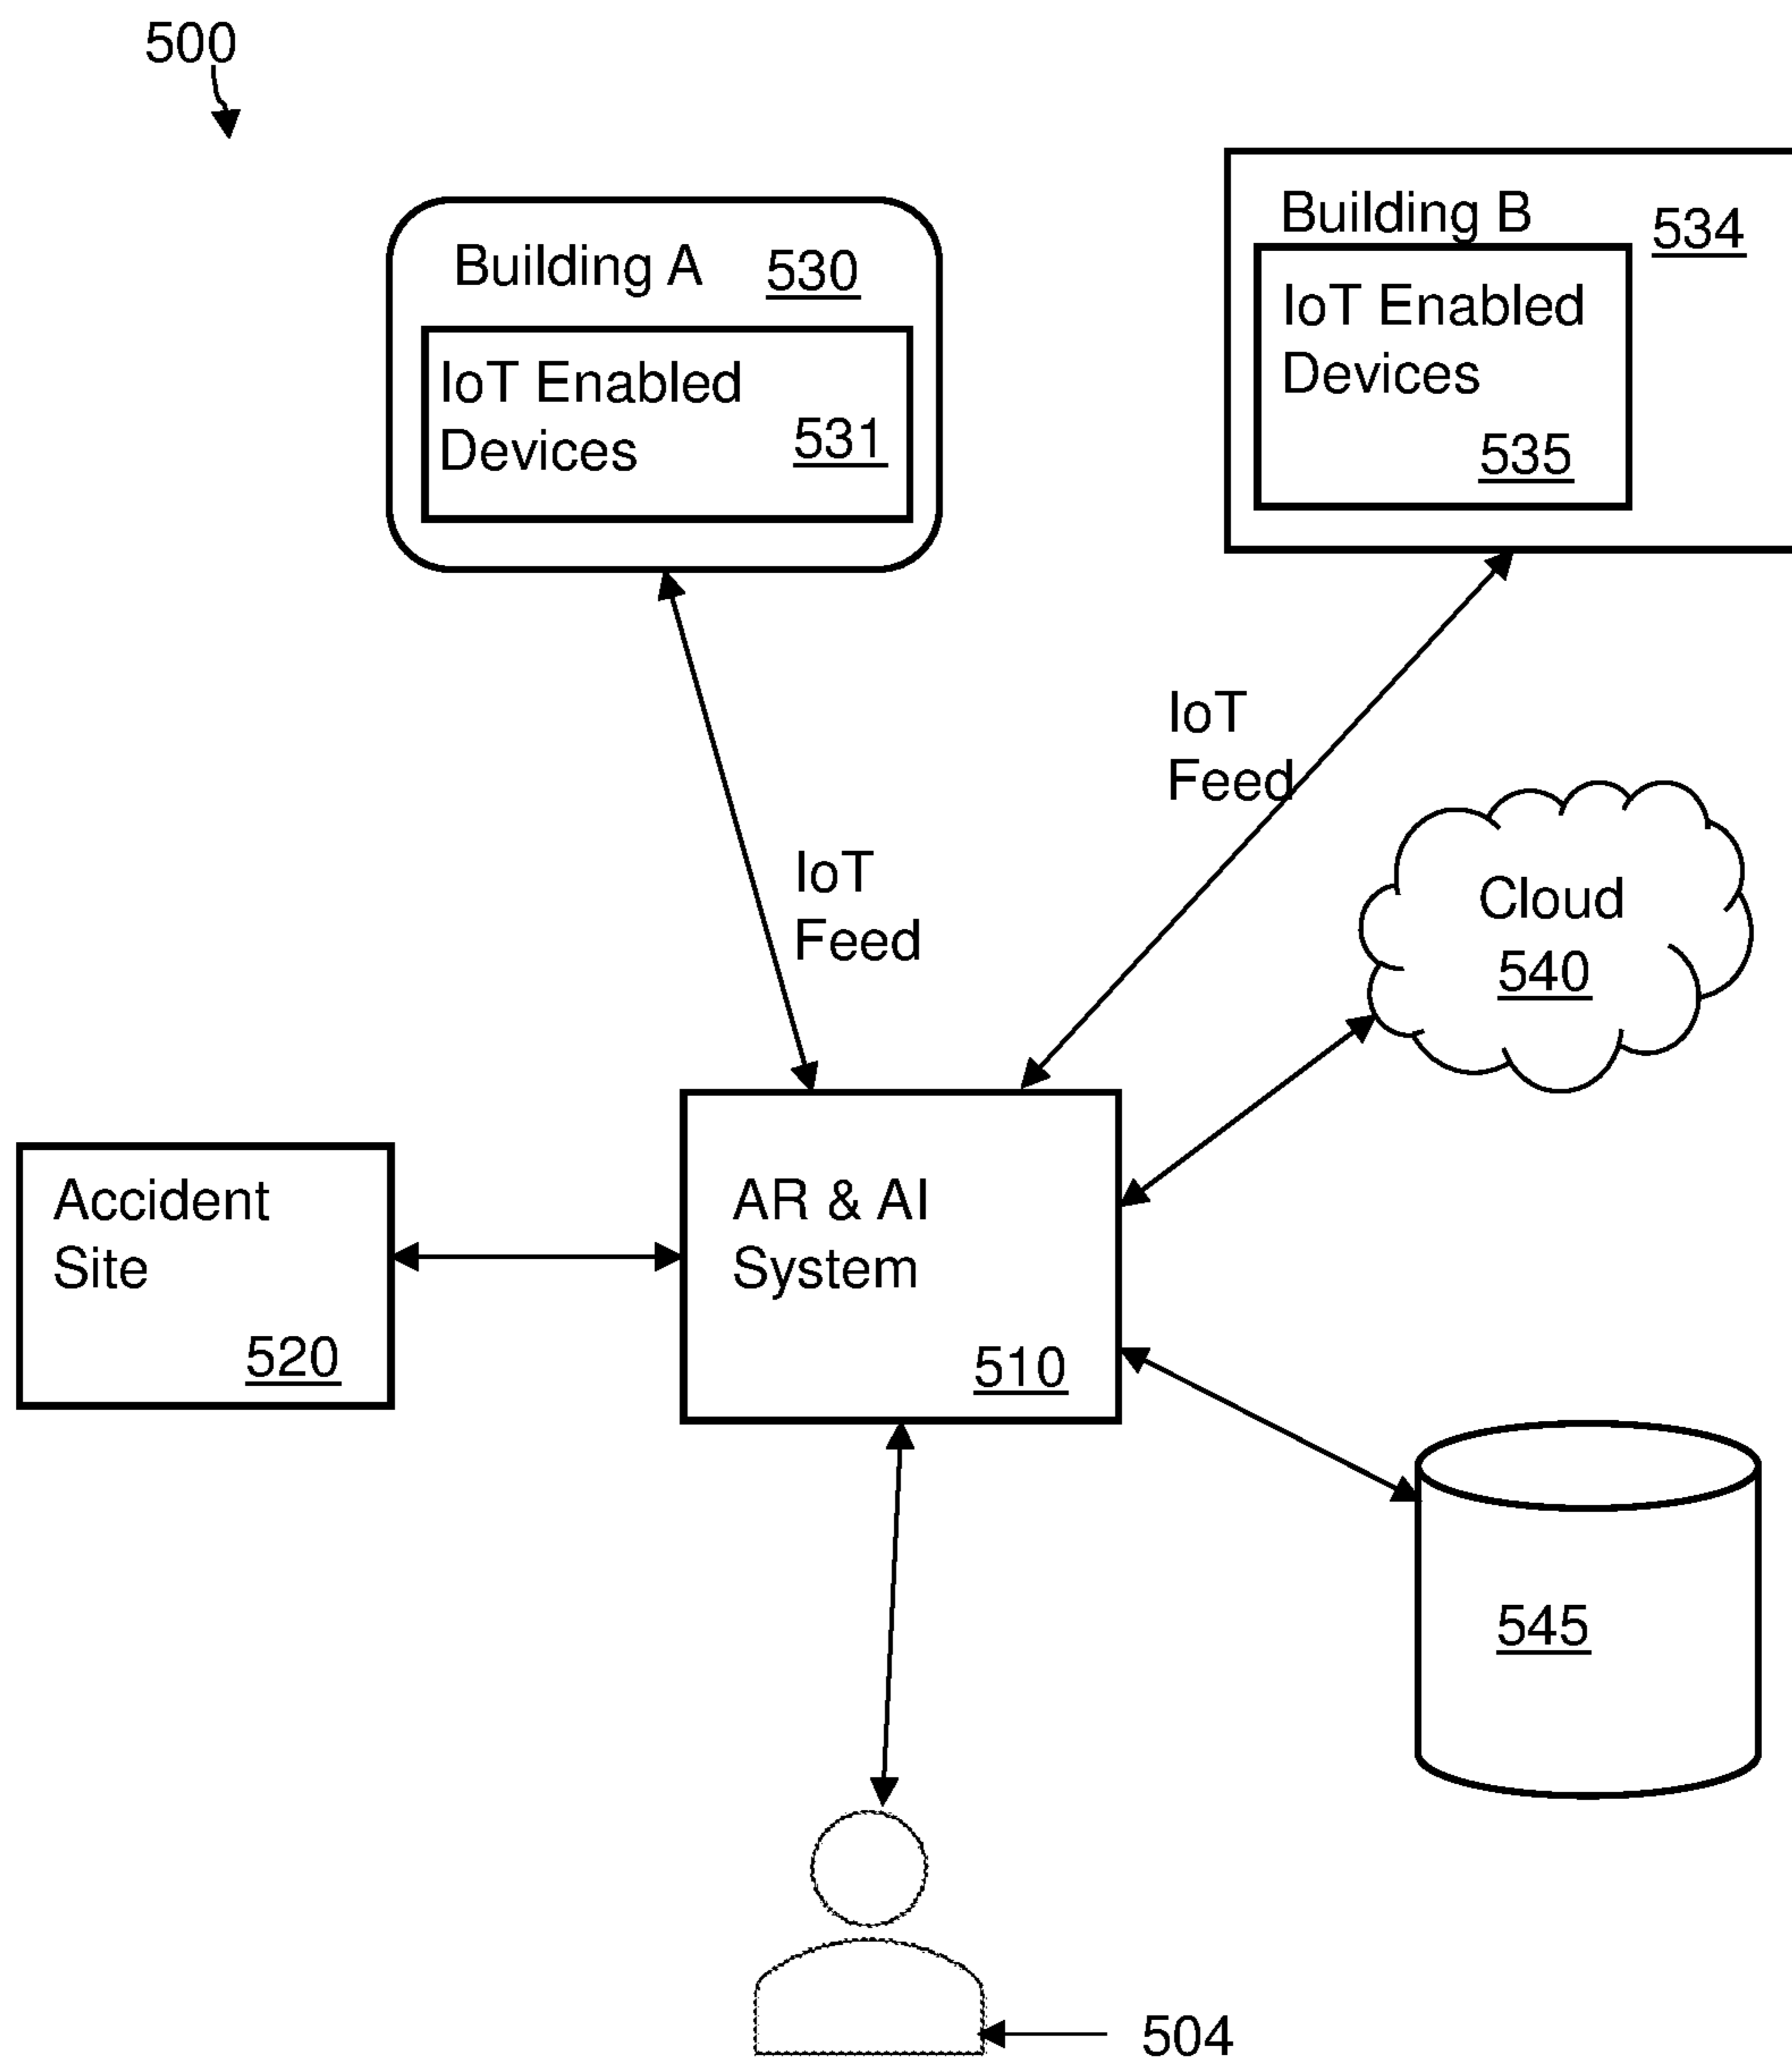 500
Building A 530
IoT Enabled
Devices 531
Building B 534
IoT Enabled
Devices
535
IoT
Feed
IoT
Feed
Cloud
540
Accident
Site
520
AR & AI
System
510
545
504